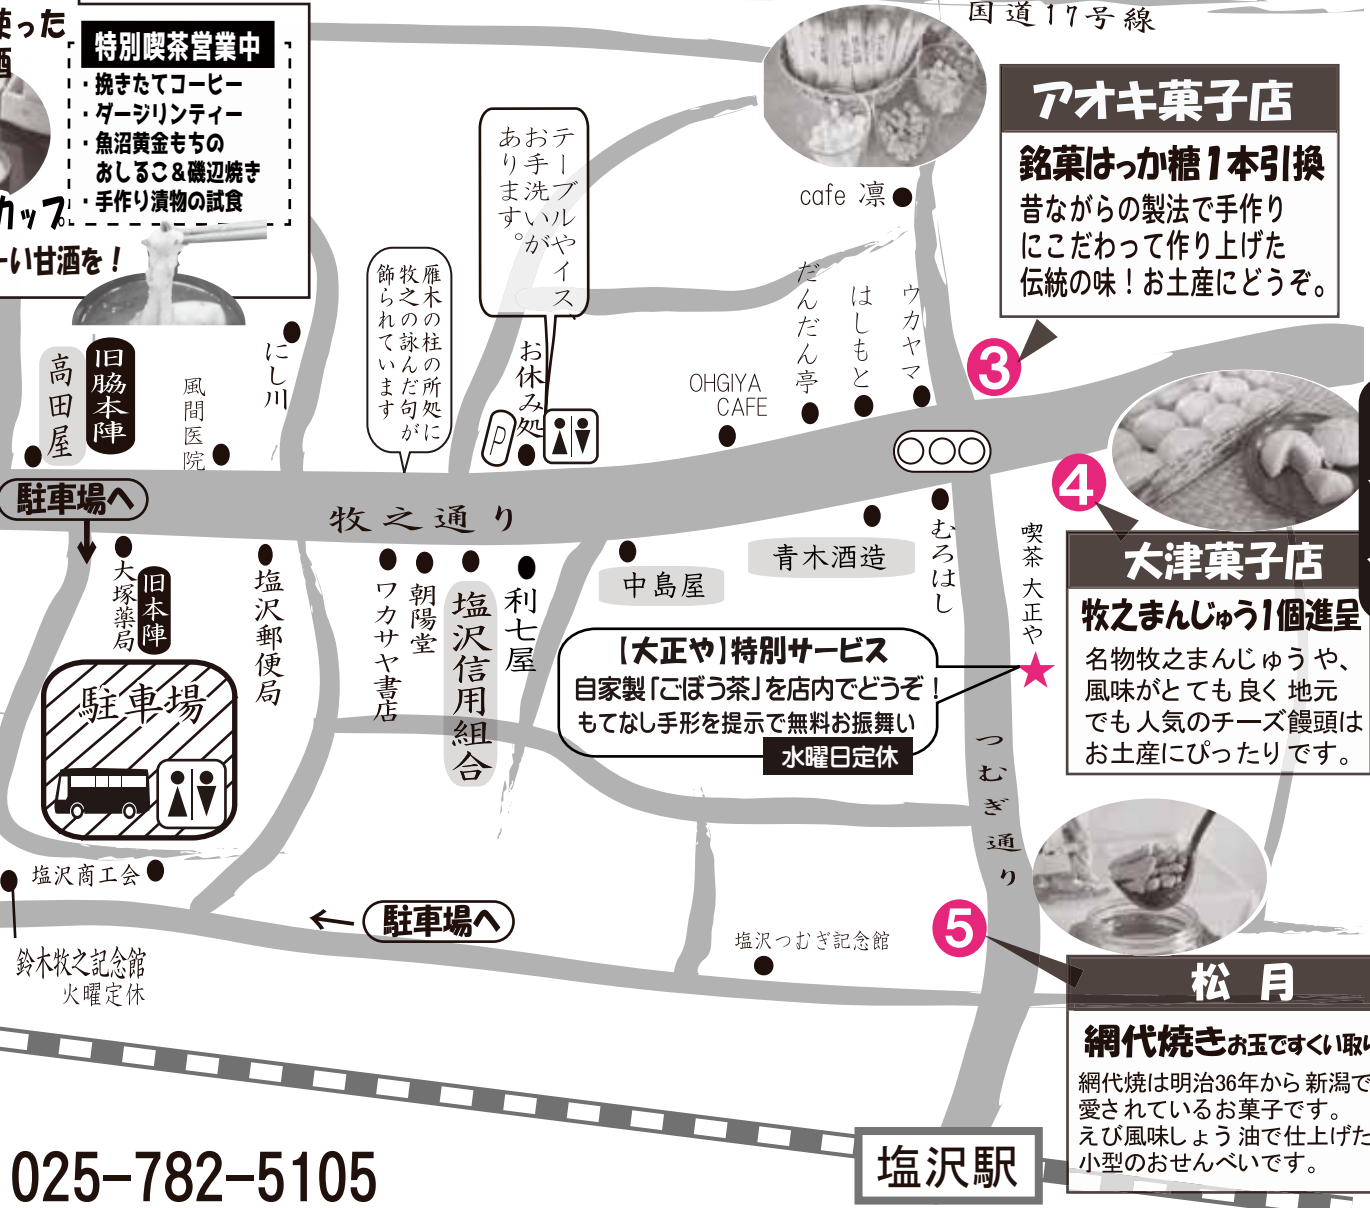 使った
酒
カップ
ーい甘酒を！
特別喫茶営業中
・挽きたてコーヒー
・ダージリンティー
・魚沼黄金もちの
おしるこ＆磯辺焼き
・手作り漬物の試食
国道17号線
テーブルやイス、
お手洗いが
あります。
雁木の柱の所処に
牧之の詠んだ句が
飾られています
cafe 凛
アオキ菓子店
銘菓はっか糖１本引換
昔ながらの製法で手作り
にこだわって作り上げた
伝統の味！お土産にどうぞ。
3
高田屋
旧脇本陣
風間医院
にし川
P
お休み処
OHGIYA
CAFE
だんだん亭
はしもと
ウカヤマ
駐車場へ
牧之通り
4
大津菓子店
牧之まんじゅう1個進呈
名物牧之まんじゅうや、
風味がとても良く地元
でも人気のチーズ饅頭は
お土産にぴったりです。
大塚薬局
旧本陣
塩沢郵便局
ワカサヤ書店
朝陽堂
塩沢信用組合
利七屋
中島屋
青木酒造
むろはし
喫茶 大正や
【大正や】特別サービス
自家製「ごぼう茶」を店内でどうぞ！
もてなし手形を提示で無料お振舞い
水曜日定休
駐車場
つむぎ通り
塩沢商工会
駐車場へ
鈴木牧之記念館
火曜定休
塩沢つむぎ記念館
5
松月
網代焼きお玉ですくい取り
網代焼は明治36年から新潟で
愛されているお菓子です。
えび風味しょう油で仕上げた
小型のおせんべいです。
塩沢駅
025-782-5105